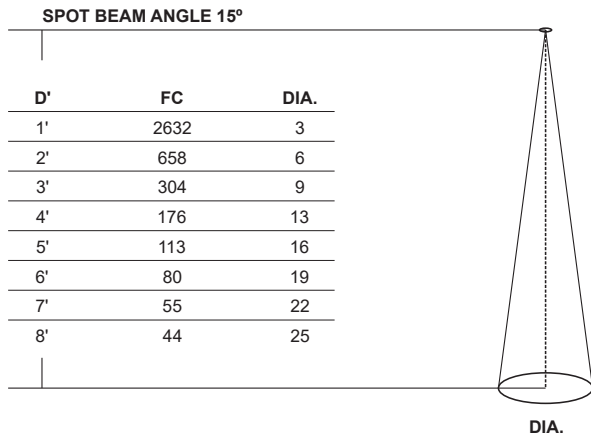 SPOT BEAM ANGLE 15º
D' FC DIA.
1' 2632 3
2' 658 6
3' 304 9
4' 176 13
5' 113 16
6' 80 19
7' 55 22
8' 44 25
DIA.